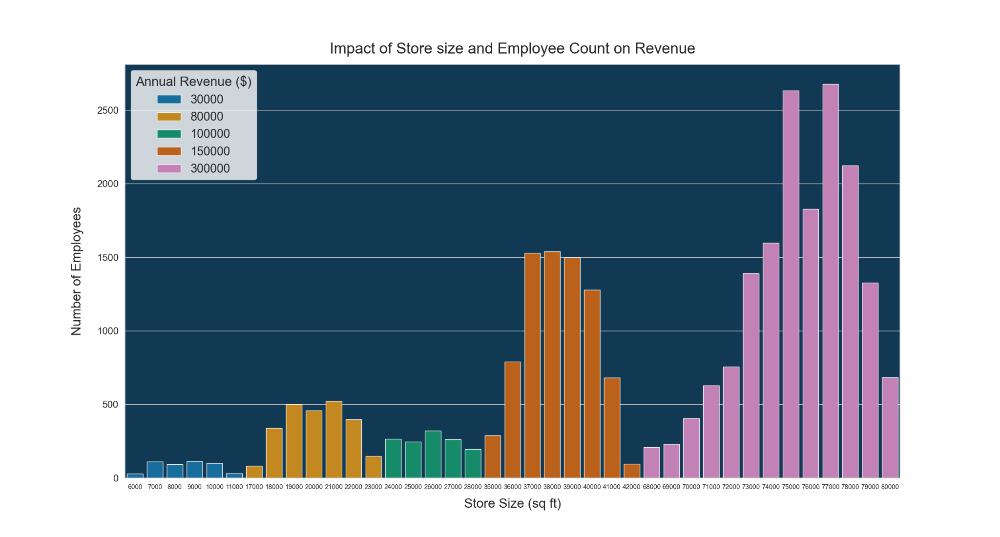 Impact of Store size and Employee Count on Revenue
Annual Revenue ($)
30000
80000
100000
150000
300000
2500
2000
1500
1000
500
0
Number of Employees
6000 7000 8000 9000 10000 11000 17000 18000 19000 20000 21000 22000 23000 24000 25000 26000 27000 28000 35000 36000 37000 38000 39000 40000 41000 42000 68000 69000 70000 71000 72000 73000 74000 75000 76000 77000 78000 79000 80000
Store Size (sq ft)